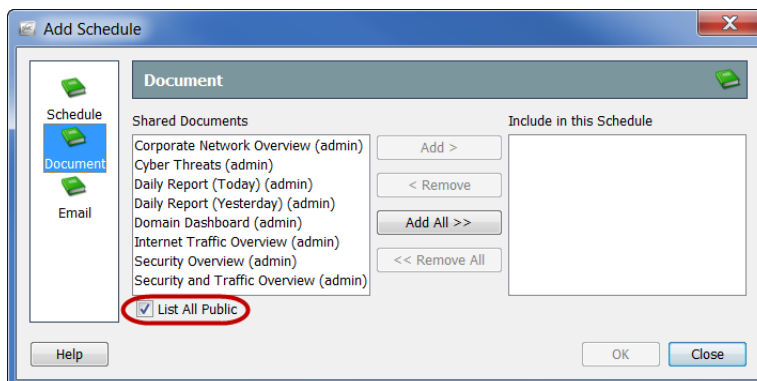 Add Schedule
X
Schedule
Document
Email
Document
Shared Documents
Corporate Network Overview (admin)
Cyber Threats (admin)
Daily Report (Today) (admin)
Daily Report (Yesterday) (admin)
Domain Dashboard (admin)
Internet Traffic Overview (admin)
Security Overview (admin)
Security and Traffic Overview (admin)
List All Public
Add >
< Remove
Add All >>
<< Remove All
Include in this Schedule
Help
OK
Close